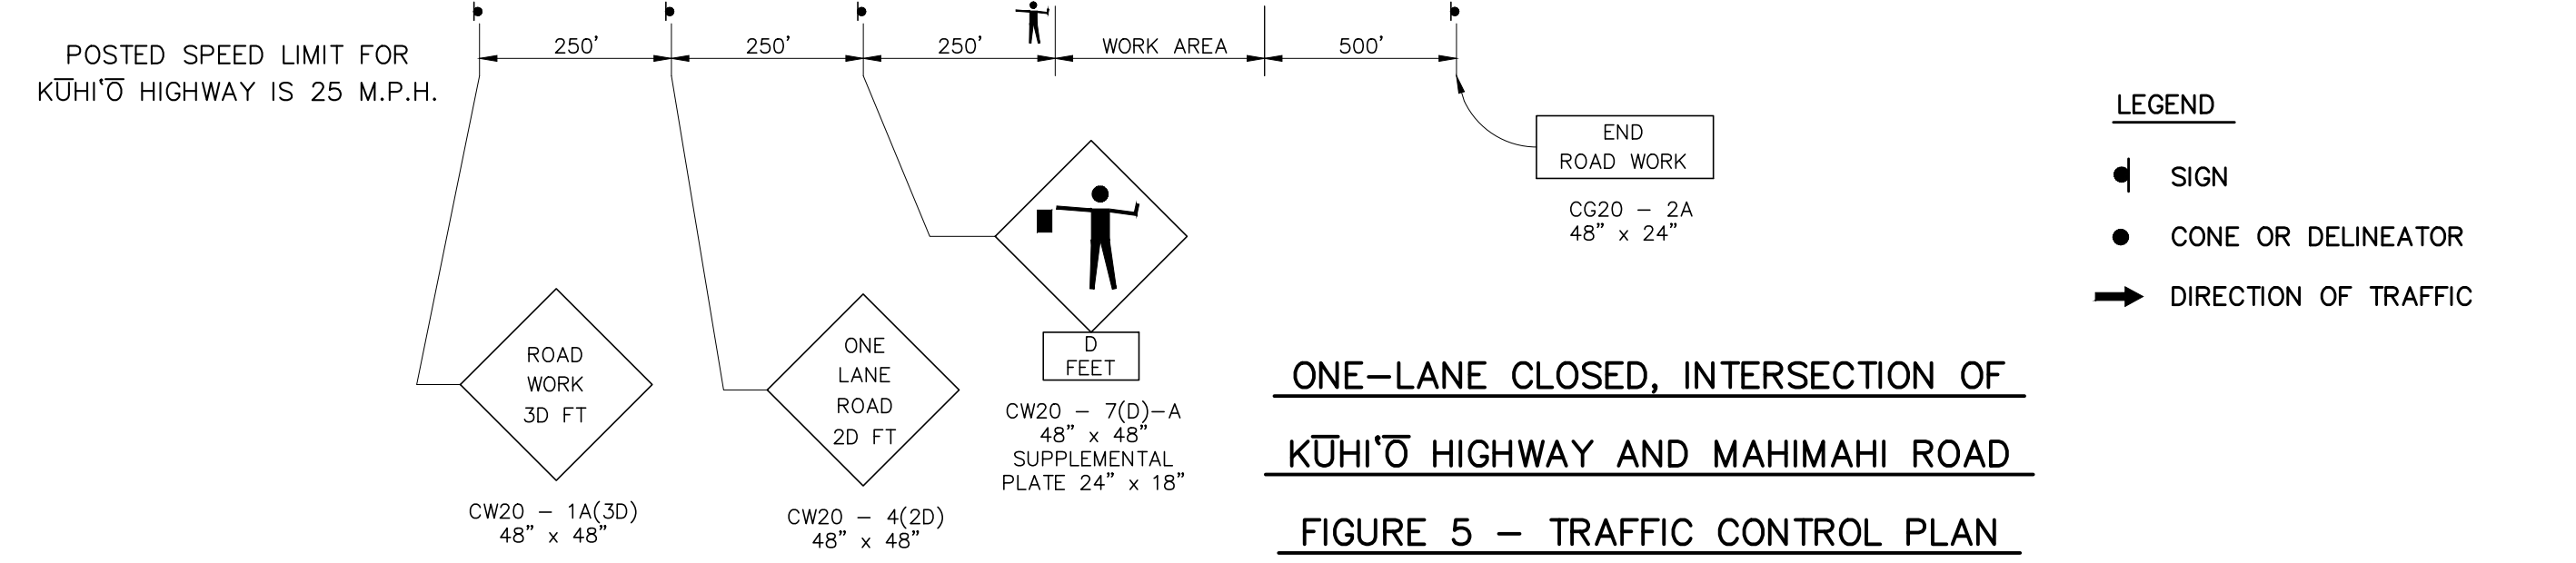 250’
250’
250’
WORK AREA
500’
POSTED SPEED LIMIT FOR
KŪHIʻŌ HIGHWAY IS 25 M.P.H.
END
ROAD WORK
CG20 – 2A
48” x 24”
D
FEET
CW20 – 7(D)–A
48” x 48”
SUPPLEMENTAL
PLATE 24” x 18”
ROAD
WORK
3D FT
CW20 – 1A(3D)
48” x 48”
ONE
LANE
ROAD
2D FT
CW20 – 4(2D)
48” x 48”
ONE–LANE CLOSED, INTERSECTION OF
KŪHIʻŌ HIGHWAY AND MAHIMAHI ROAD
FIGURE 5 – TRAFFIC CONTROL PLAN
LEGEND
SIGN
CONE OR DELINEATOR
DIRECTION OF TRAFFIC